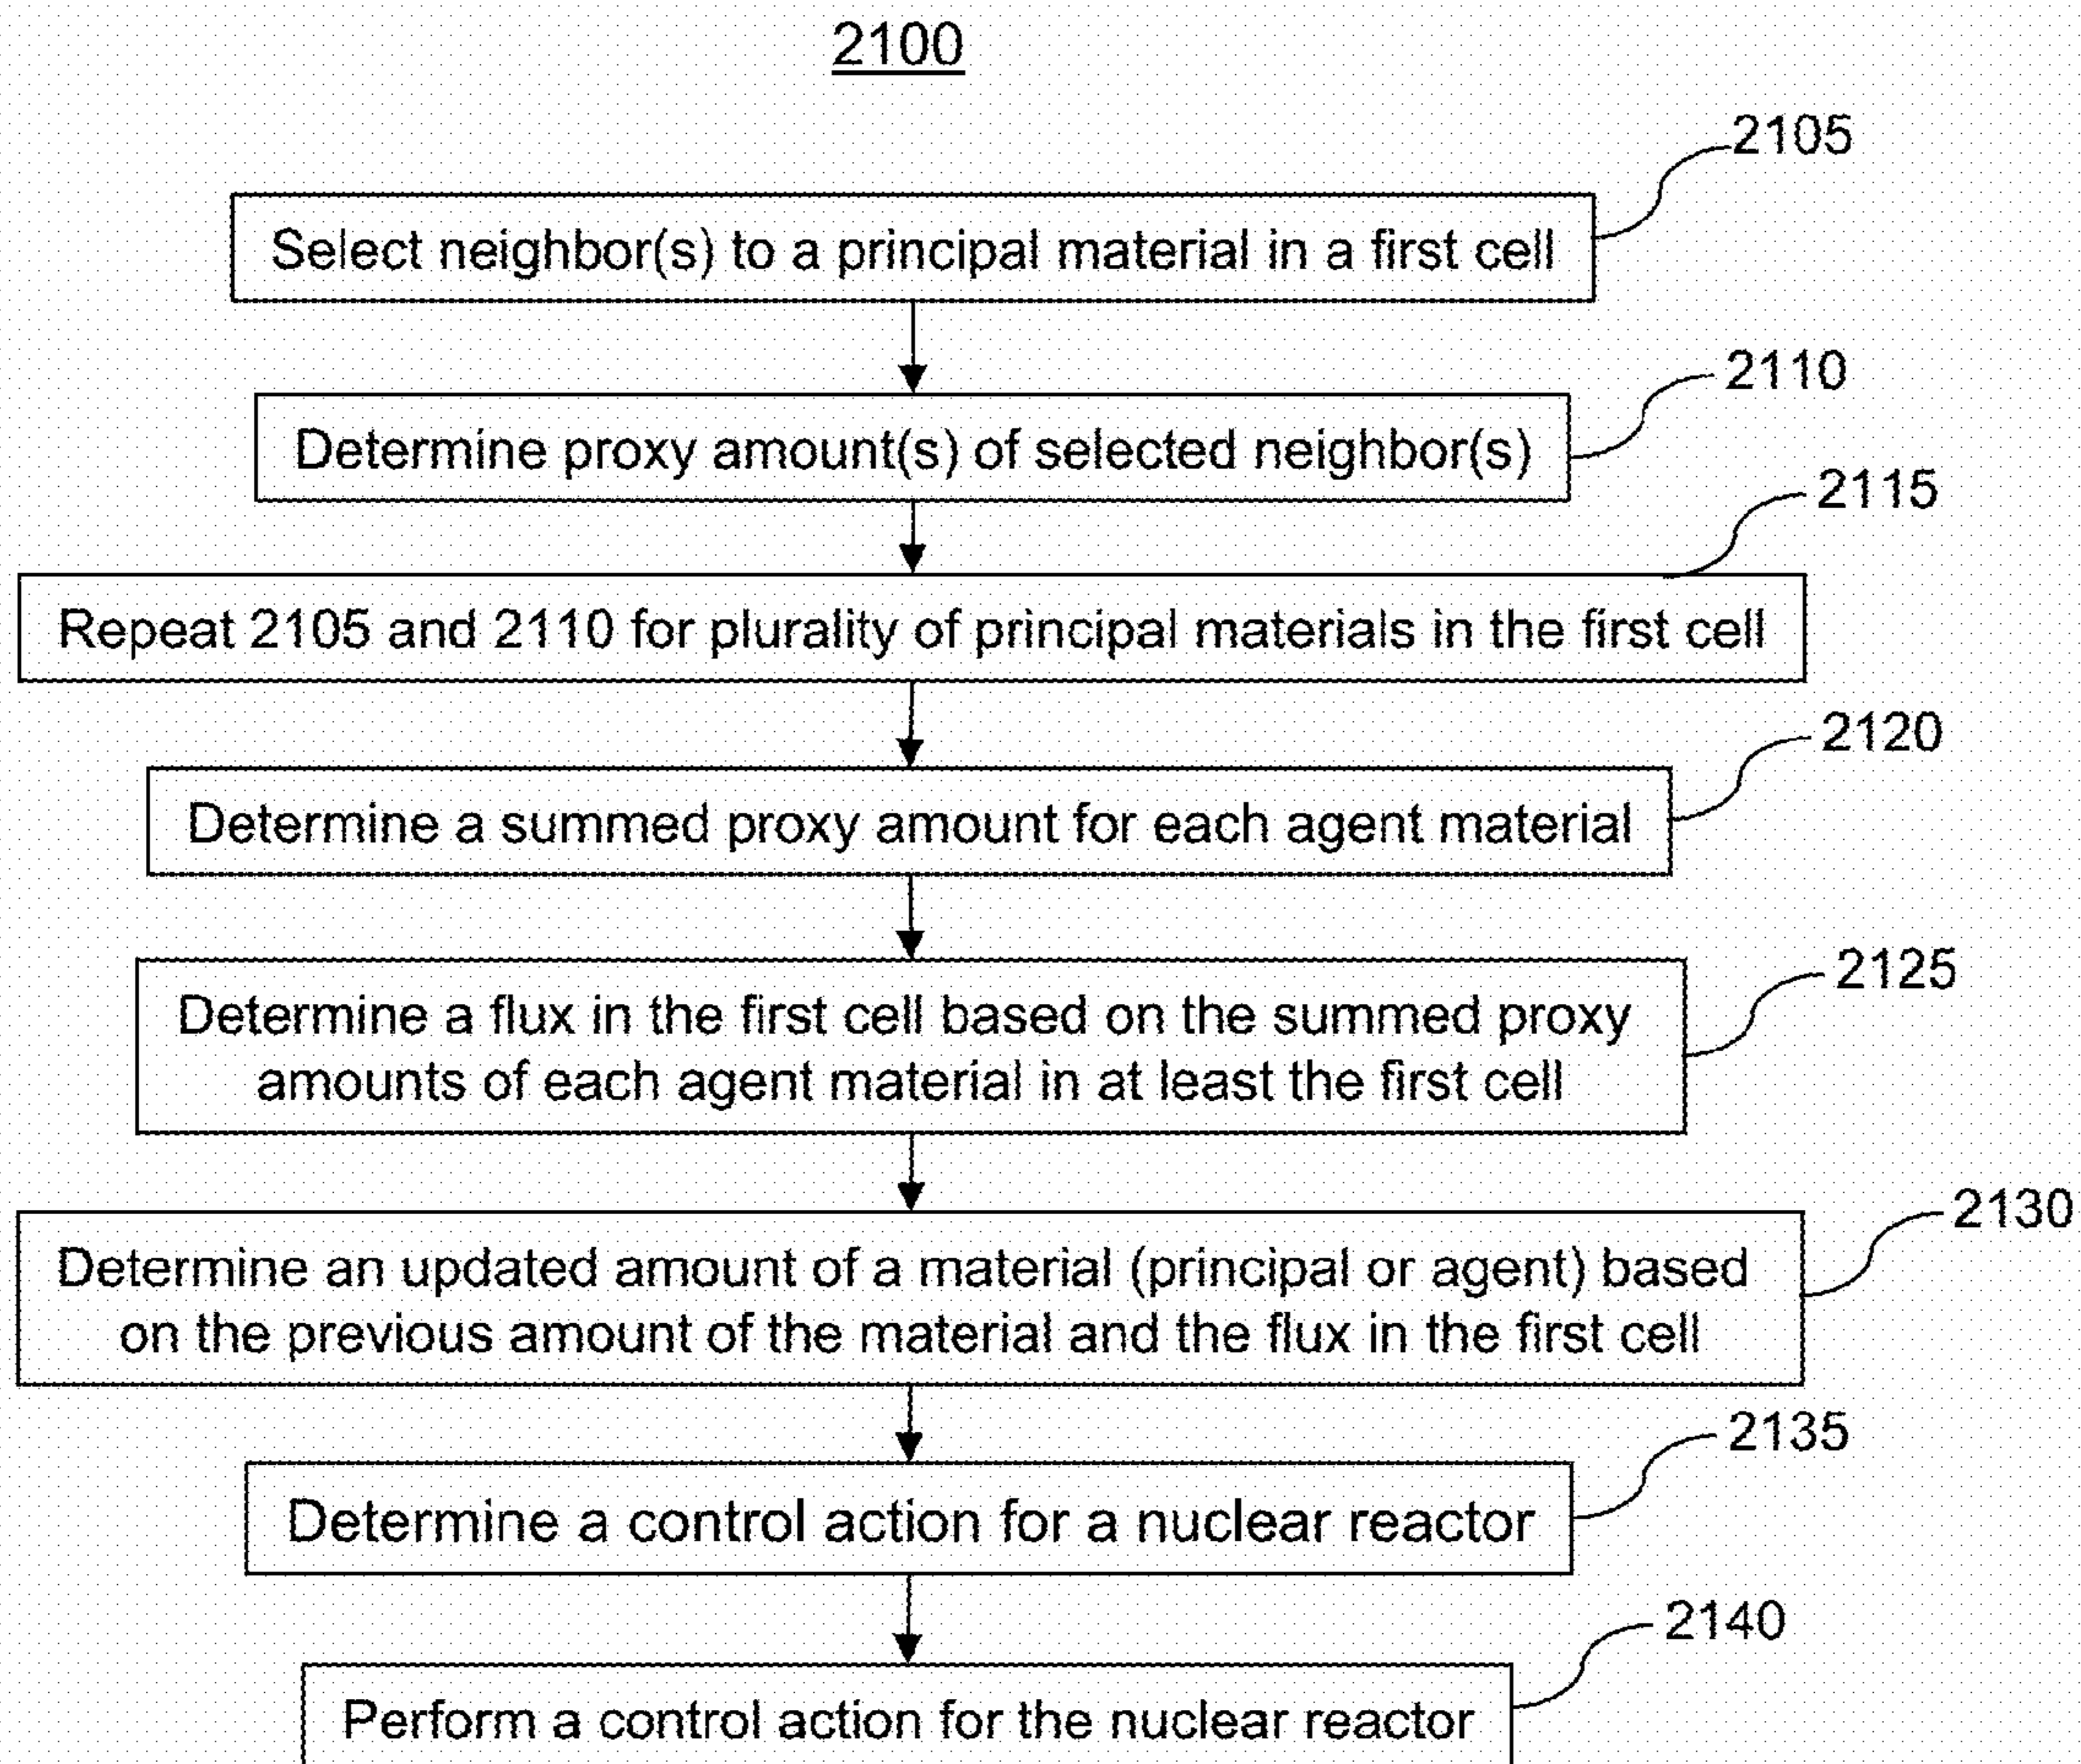 2100
2105
Select neighbor(s) to a principal material in a first cell
2110
Determine proxy amount(s) of selected neighbor(s)
2115
Repeat 2105 and 2110 for plurality of principal materials in the first cell
2120
Determine a summed proxy amount for each agent material
2125
Determine a flux in the first cell based on the summed proxy
amounts of each agent material in at least the first cell
2130
Determine an updated amount of a material (principal or agent) based
on the previous amount of the material and the flux in the first cell
2135
Determine a control action for a nuclear reactor
2140
Perform a control action for the nuclear reactor